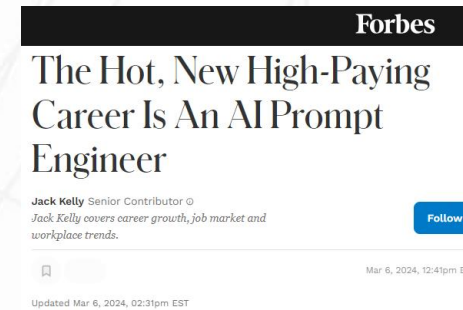 Forbes
The Hot, New High-Paying
Career Is An AI Prompt
Engineer
Jack Kelly Senior Contributor
Jack Kelly covers career growth, job market and
workplace trends.
Follow
Mar 6, 2024, 12:41pm
Updated Mar 6, 2024, 02:31pm EST